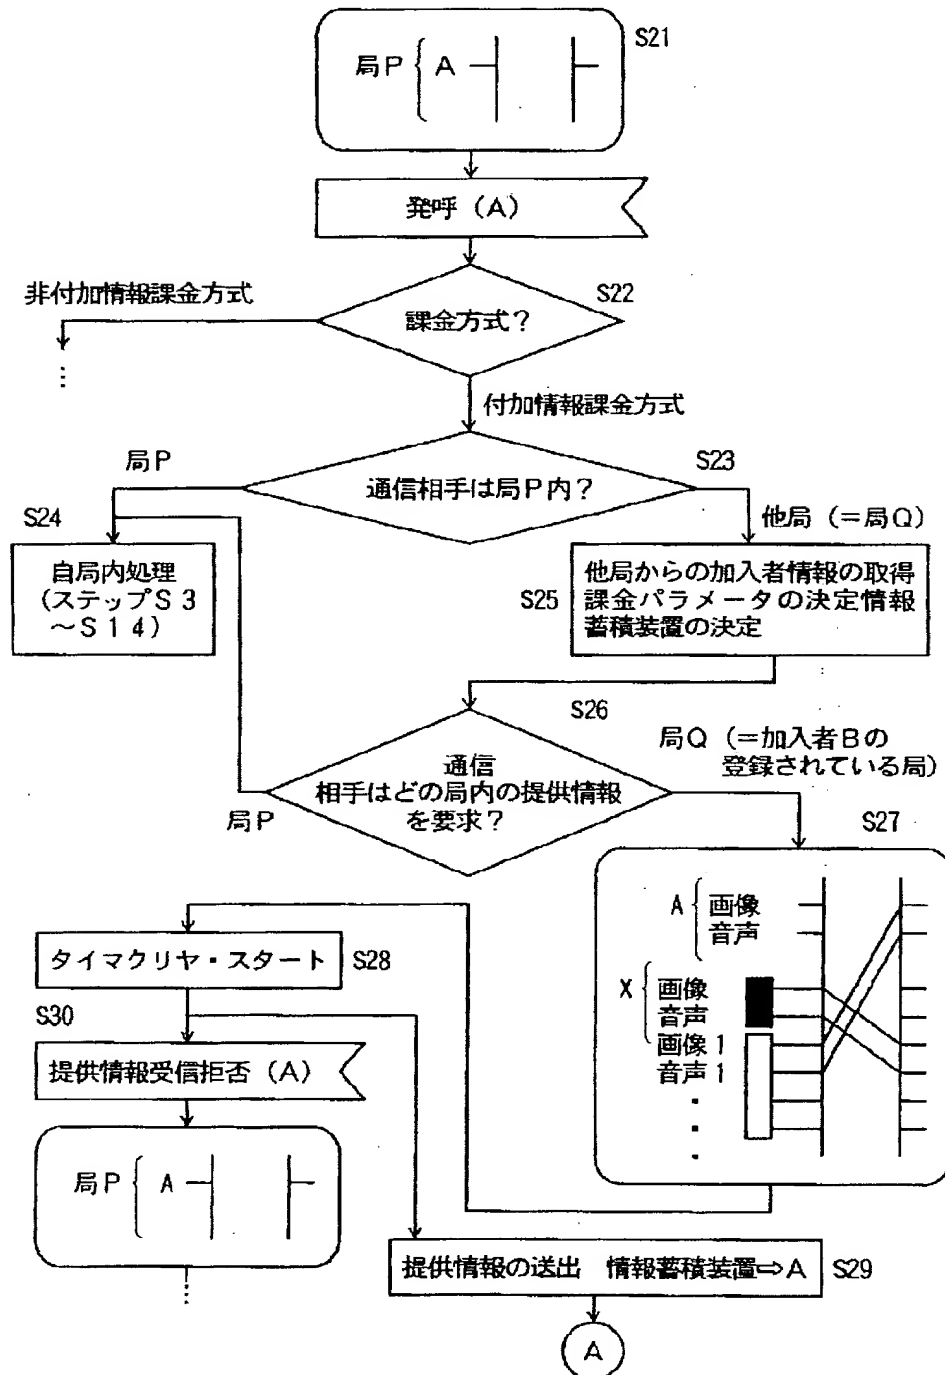 S21
局P { A
発呼（A）
S22
非付加情報課金方式
課金方式？
⋮
付加情報課金方式
局P
S23
通信相手は局P内？
S24
他局（＝局Q）
自局内処理
（ステップS３
～S１４）
S25
他局からの加入者情報の取得
課金パラメータの決定情報
蓄積装置の決定
S26
局Q（＝加入者Bの
登録されている局）
通信
相手はどの局内の提供情報
を要求？
局P
S27
A { 画像
音声
X { 画像
音声
画像１
音声１
・
・
・
タイマクリヤ・スタート
S28
S30
提供情報受信拒否（A）
局P { A
⋮
提供情報の送出 情報蓄積装置⇨A
S29
A